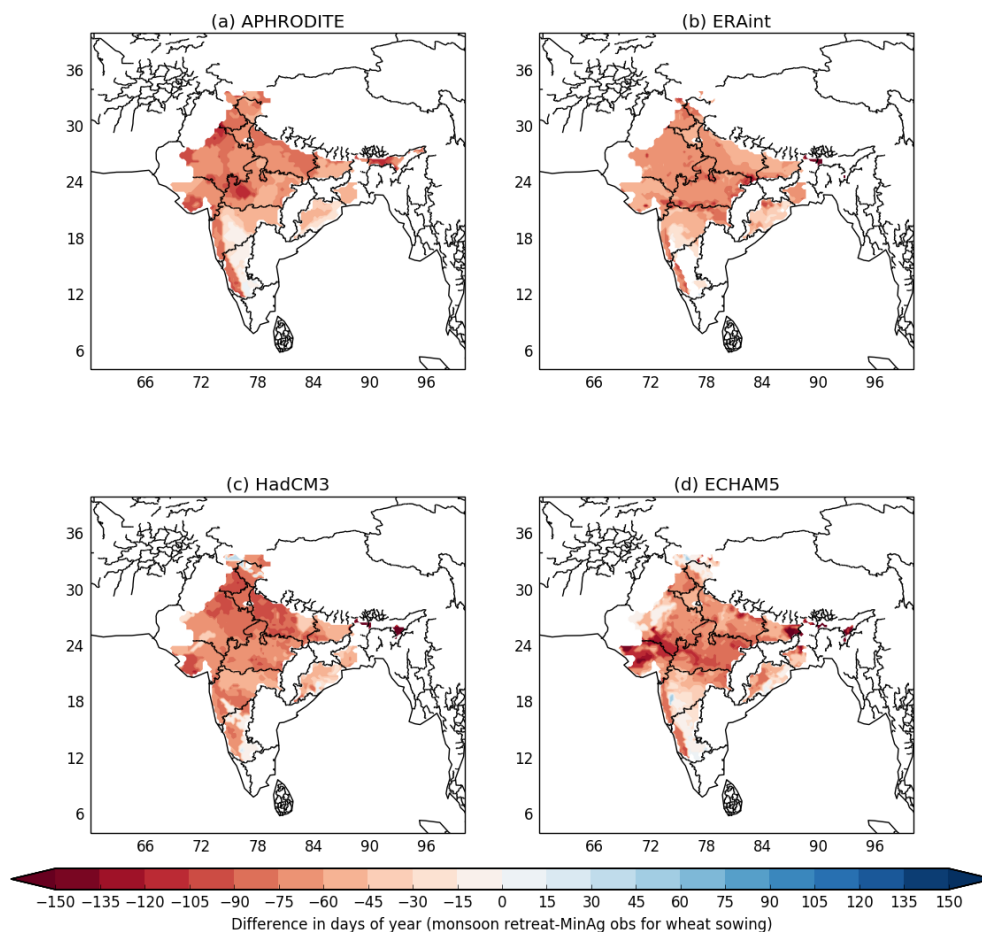 (a) APHRODITE
(b) ERAint
36
30
24
18
12
6
66 72 78 84 90 96
36
30
24
18
12
6
66 72 78 84 90 96
(c) HadCM3
(d) ECHAM5
36
30
24
18
12
6
66 72 78 84 90 96
36
30
24
18
12
6
66 72 78 84 90 96
−150 −135 −120 −105 −90 −75 −60 −45 −30 −15 0 15 30 45 60 75 90 105 120 135 150
Difference in days of year (monsoon retreat-MinAg obs for wheat sowing)